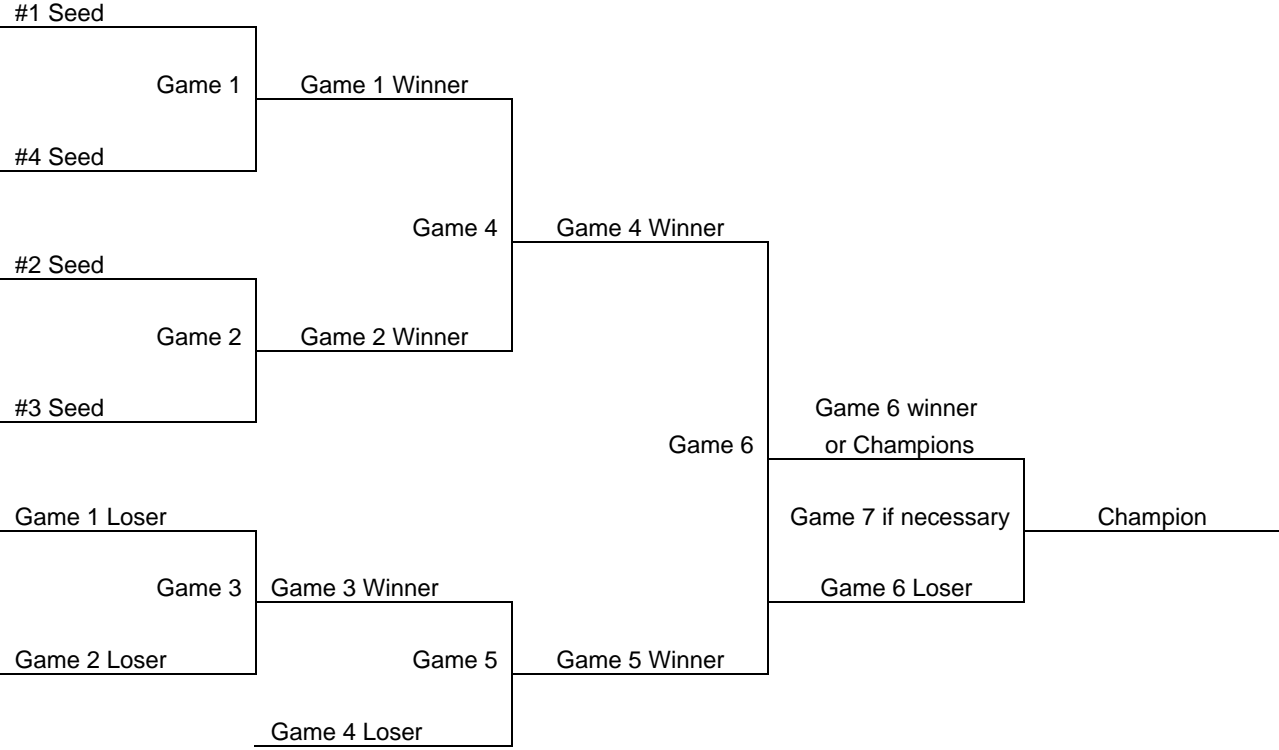 #1 Seed
Game 1
Game 1 Winner
#4 Seed
Game 4
Game 4 Winner
#2 Seed
Game 2
Game 2 Winner
#3 Seed
Game 6 winner
Game 6
or Champions
Game 1 Loser
Game 7 if necessary
Champion
Game 3
Game 3 Winner
Game 6 Loser
Game 2 Loser
Game 5
Game 5 Winner
Game 4 Loser